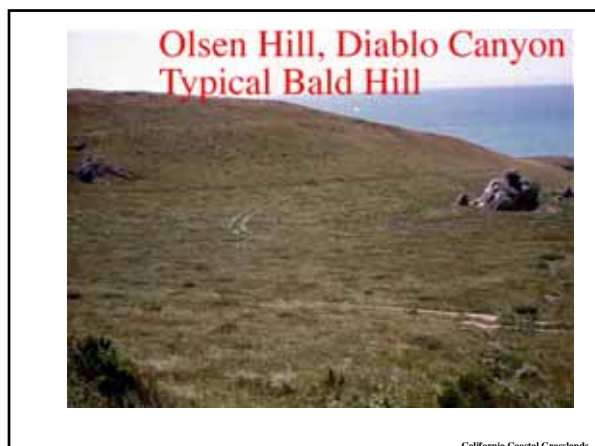 Olsen Hill, Diablo Canyon
Typical Bald Hill
California Coastal Grasslands